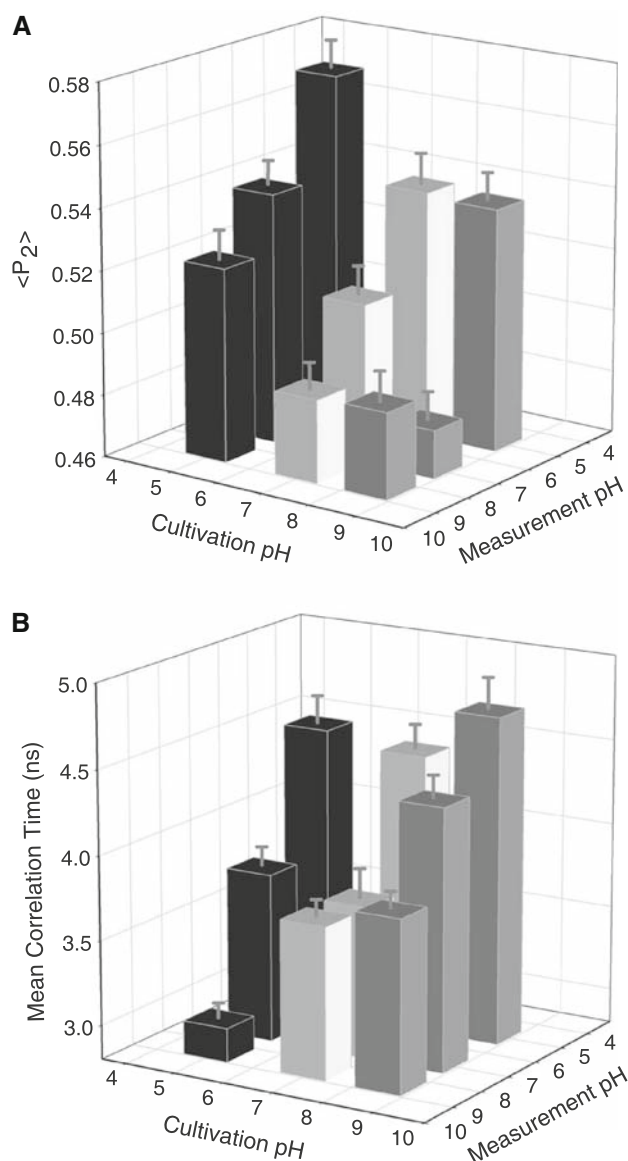 A
0.58
0.56
0.54
0.52
0.50
0.48
0.46
<P2>
4 5 6 7 8 9 10
Cultivation pH
10 9 8 7 6 5 4
Measurement pH
B
5.0
4.5
4.0
3.5
3.0
Mean Correlation Time (ns)
4 5 6 7 8 9 10
Cultivation pH
10 9 8 7 6 5 4
Measurement pH